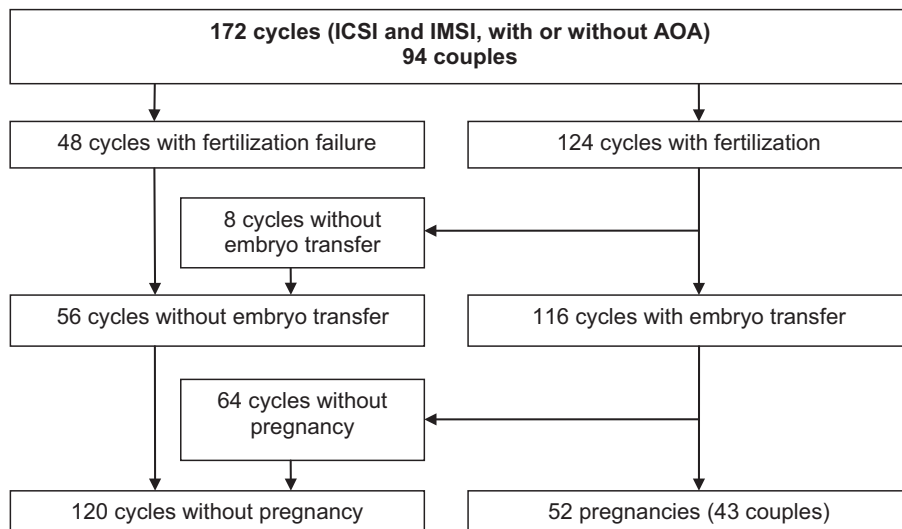 172 cycles (ICSI and IMSI, with or without AOA)
94 couples
48 cycles with fertilization failure
124 cycles with fertilization
8 cycles without
embryo transfer
56 cycles without embryo transfer
116 cycles with embryo transfer
64 cycles without
pregnancy
120 cycles without pregnancy
52 pregnancies (43 couples)